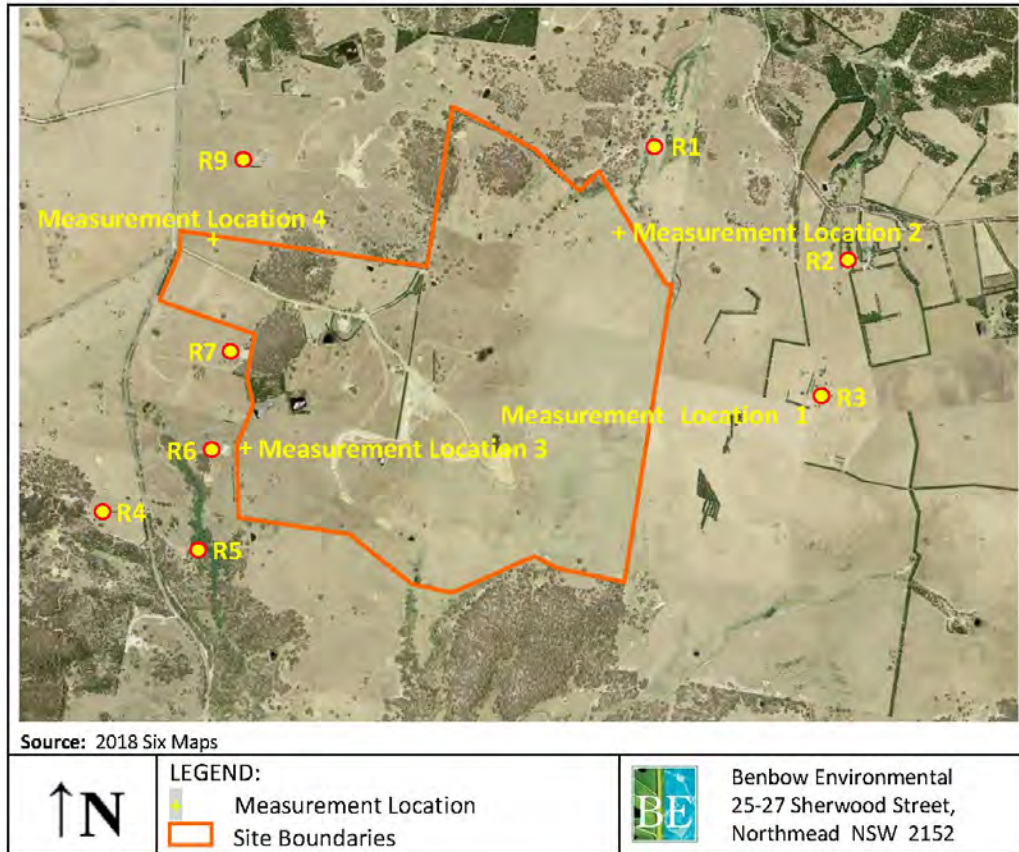 R1
R9
Measurement Location 4
+ Measurement Location 2
R2
R7
R3
Measurement Location 1
+ Measurement Location 3
R6
R4
R5
Source: 2018 Six Maps
↑N
LEGEND:
+ Measurement Location
Site Boundaries
BE
Benbow Environmental
25-27 Sherwood Street,
Northmead NSW 2152